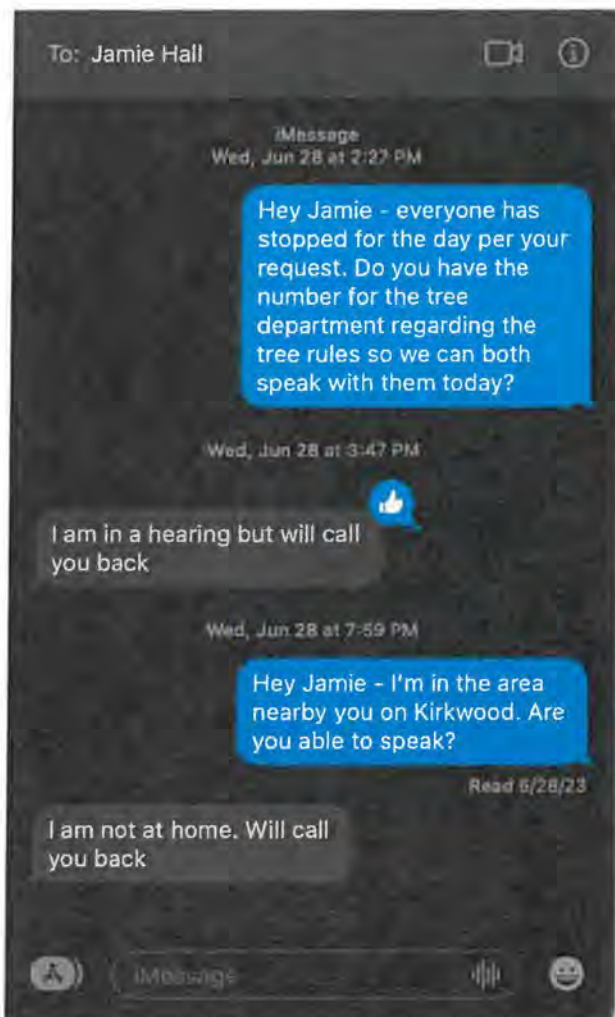 To: Jamie Hall
iMessage
Wed, Jun 28 at 2:27 PM
Hey Jamie - everyone has
stopped for the day per your
request. Do you have the
number for the tree
department regarding the
tree rules so we can both
speak with them today?
Wed, Jun 28 at 3:47 PM
I am in a hearing but will call
you back
Wed, Jun 28 at 7:59 PM
Hey Jamie - I'm in the area
nearby you on Kirkwood. Are
you able to speak?
Read 6/28/23
I am not at home. Will call
you back
iMessage